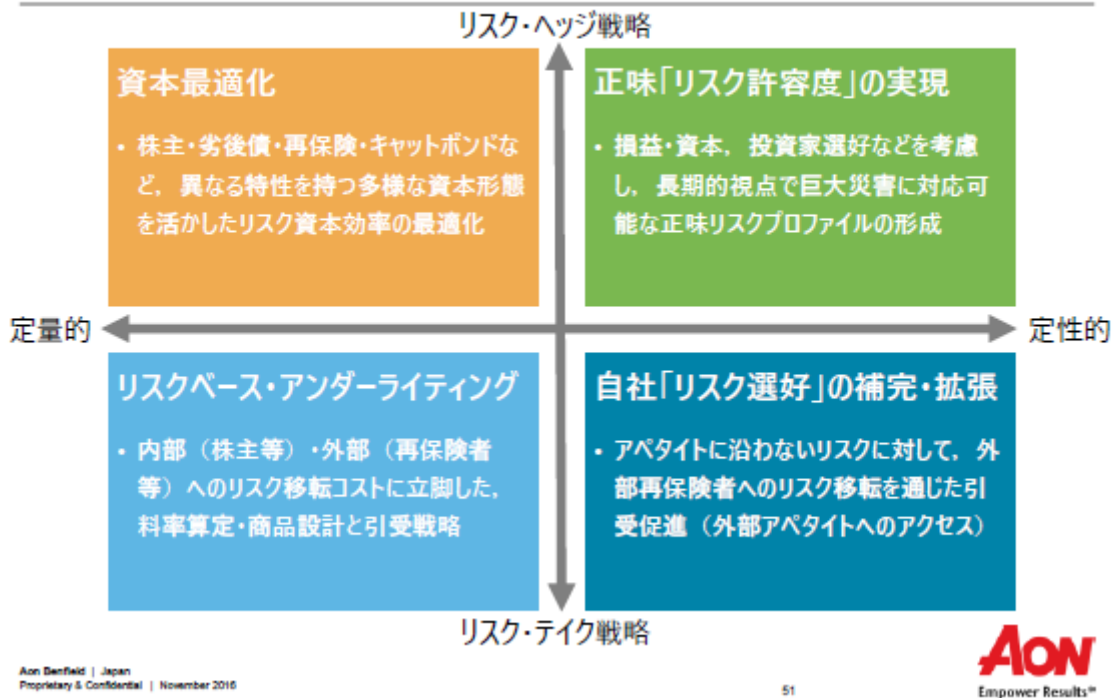 リスク・ヘッジ戦略
資本最適化
• 株主・劣後債・再保険・キャットボンドな
ど，異なる特性を持つ多様な資本形態
を活かしたリスク資本効率の最適化
正味「リスク許容度」の実現
• 損益・資本，投資家選好などを考慮
し，長期的視点で巨大災害に対応可
能な正味リスクプロファイルの形成
定量的
定性的
リスクベース・アンダーライティング
• 内部（株主等）・外部（再保険者
等）へのリスク移転コストに立脚した，
料率算定・商品設計と引受戦略
自社「リスク選好」の補完・拡張
• アペタイトに沿わないリスクに対して，外
部再保険者へのリスク移転を通じた引
受促進（外部アペタイトへのアクセス）
リスク・テイク戦略
Aon Benfield | Japan
Proprietary & Confidential | November 2016
51
AON
Empower Results®